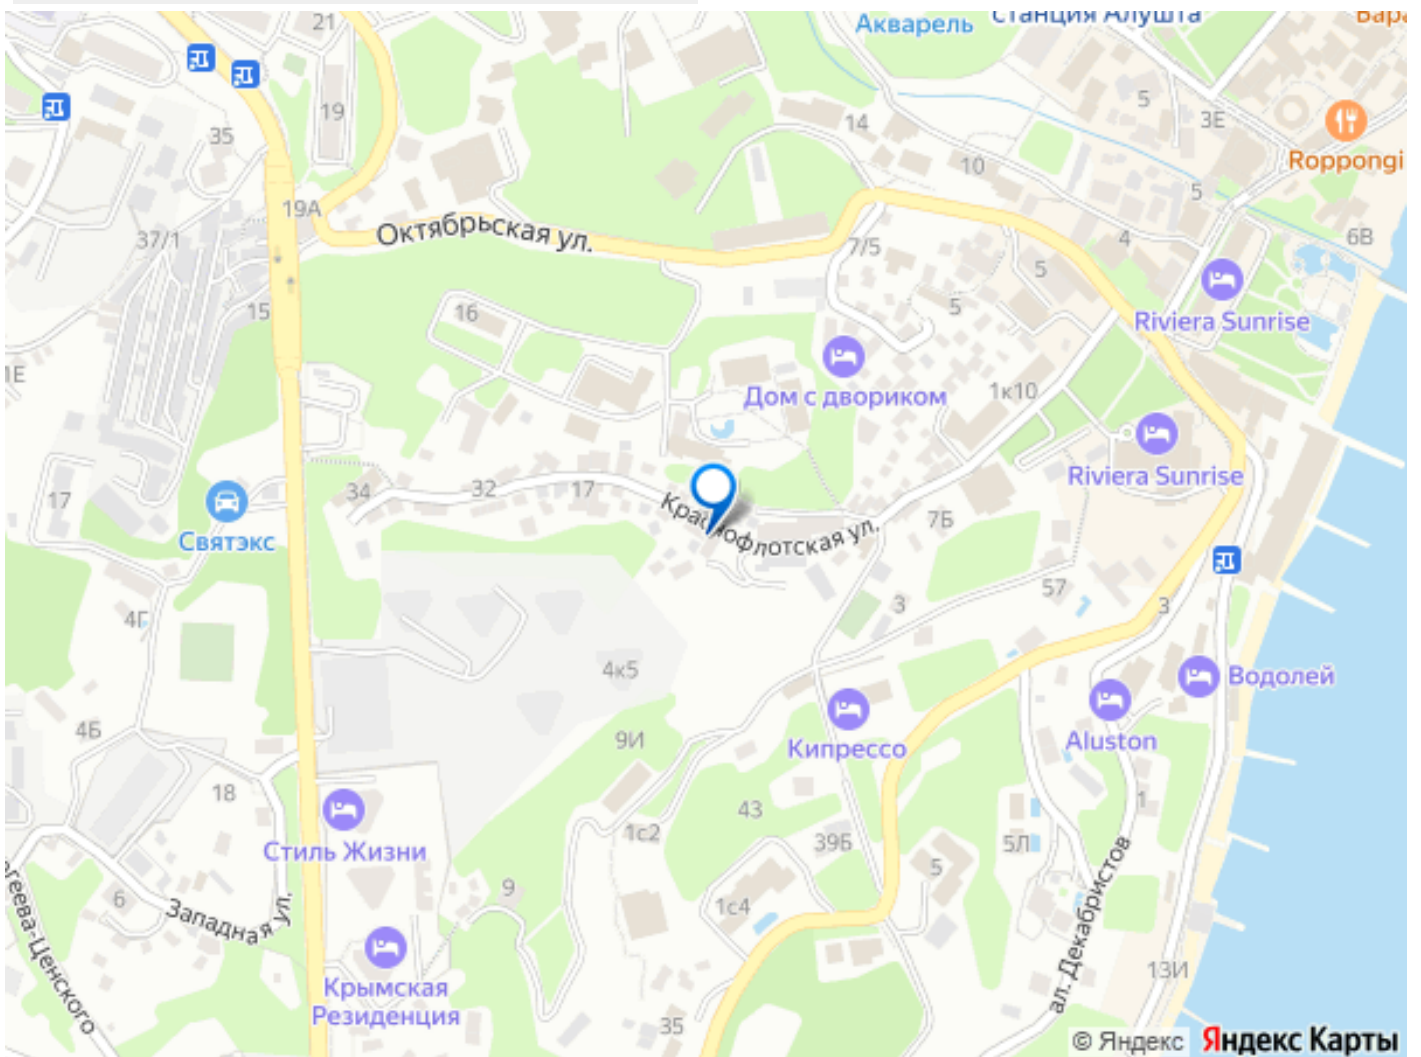 станция Алушта
Акварель
21
19
35
5
3Е
14
Roppongi
10
5
19А
37/1
Октябрьская ул.
7/5
4
6В
5
15
16
5
Riviera Sunrise
Дом с двориком
1к10
Riviera Sunrise
17
34
32
17
Святэкс
Краснофлотская ул.
7Б
57
3
3
4Г
4к5
Водолей
4Б
9И
Кипрессо
Aluston
18
43
1
1с2
39Б
5Л
Стиль Жизни
5
9
6
Западная ул.
1с4
ал. Декабристов
Крымская
Резиденция
13И
35
© Яндекс Яндекс Карты